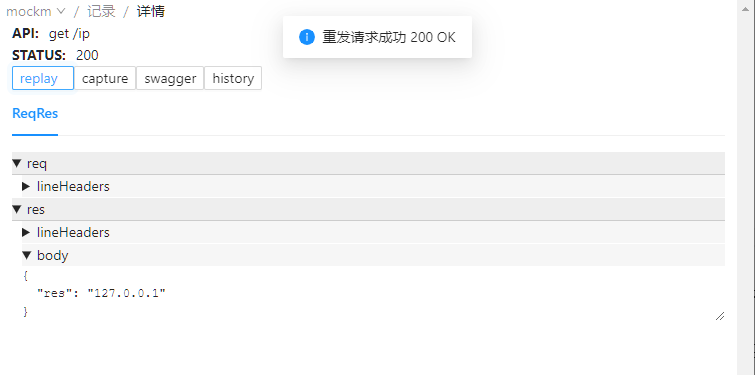 mockm / 记录 / 详情
重发请求成功 200 OK
API: get /ip
STATUS: 200
replay capture swagger history
ReqRes
req
lineHeaders
res
lineHeaders
body
{
"res": "127.0.0.1"
}